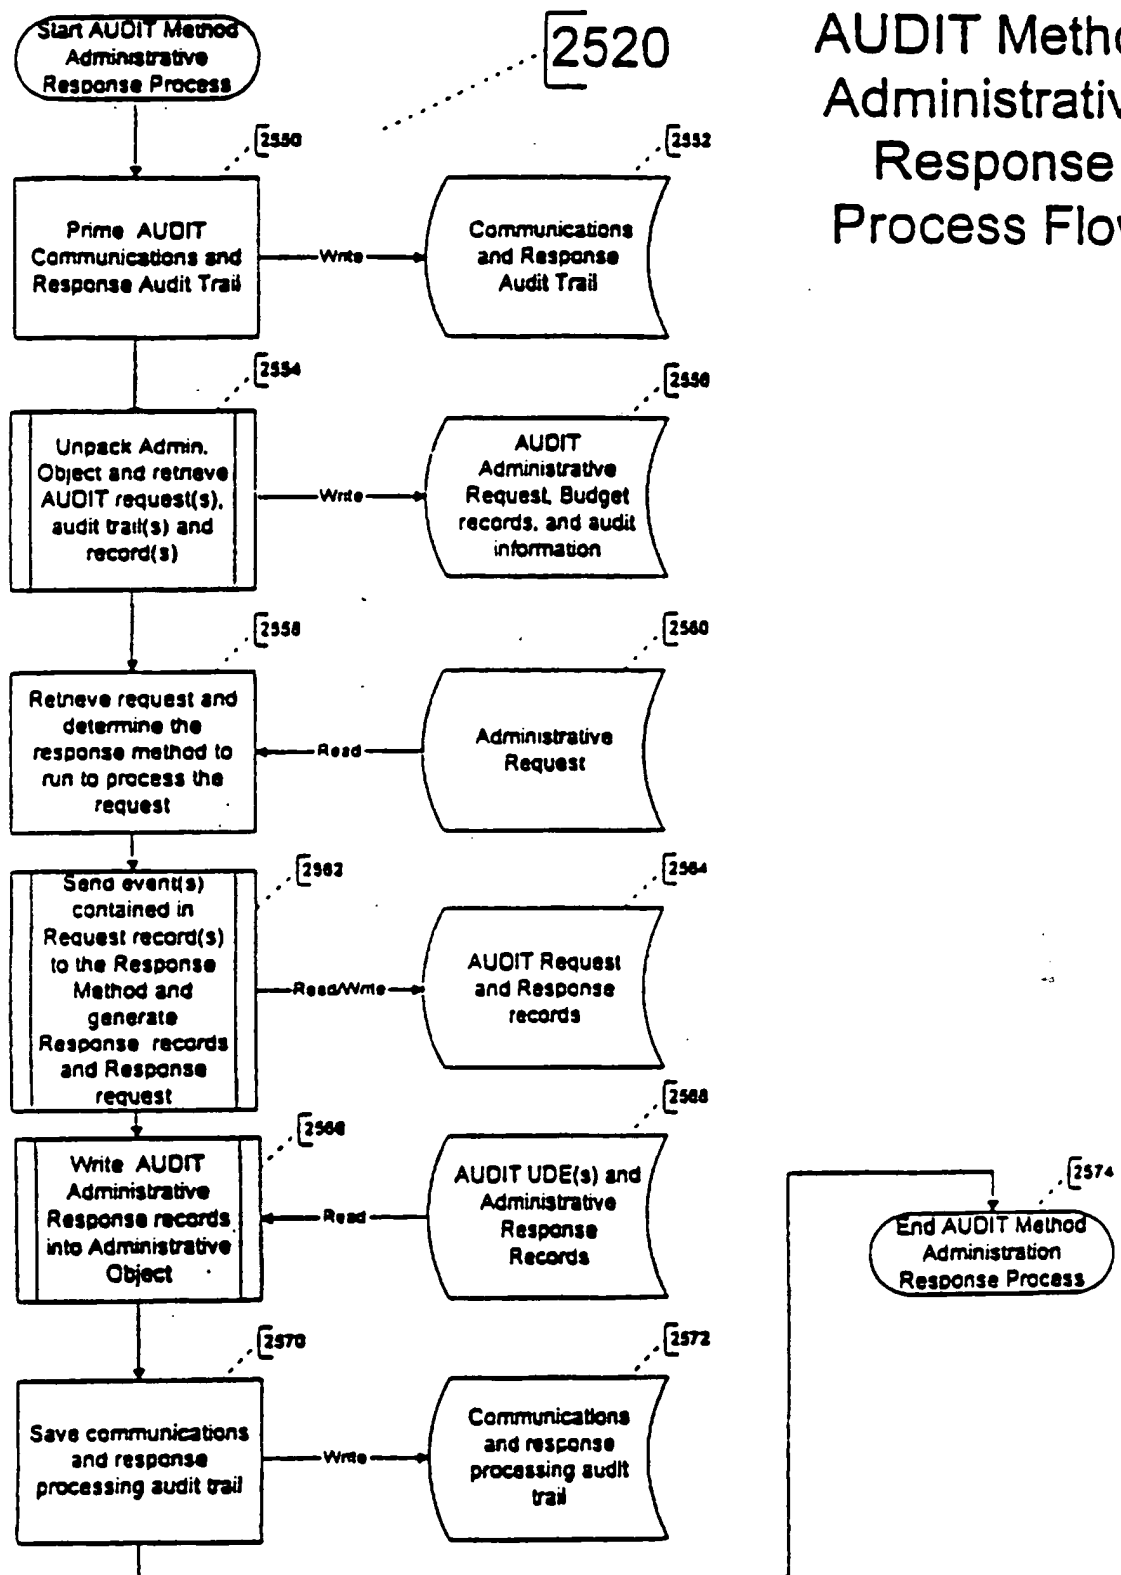 Start AUDIT Method
Administrative
Response Process
2520
AUDIT Metho
Administrativ
Response
Process Flow
2550
Prime AUDIT
Communications and
Response Audit Trail
Write
2552
Communications
and Response
Audit Trail
2554
Unpack Admin.
Object and retrieve
AUDIT request(s),
audit trail(s) and
record(s)
Write
2556
AUDIT
Administrative
Request, Budget
records, and audit
information
2558
Retrieve request and
determine the
response method to
run to process the
request
Read
2560
Administrative
Request
2562
Send event(s)
contained in
Request record(s)
to the Response
Method and
generate
Response records
and Response
request
Read/Write
2564
AUDIT Request
and Response
records
2566
Write AUDIT
Administrative
Response records
into Administrative
Object
Read
2568
AUDIT UDE(s) and
Administrative
Response
Records
2570
Save communications
and response
processing audit trail
Write
2572
Communications
and response
processing audit
trail
2574
End AUDIT Method
Administration
Response Process